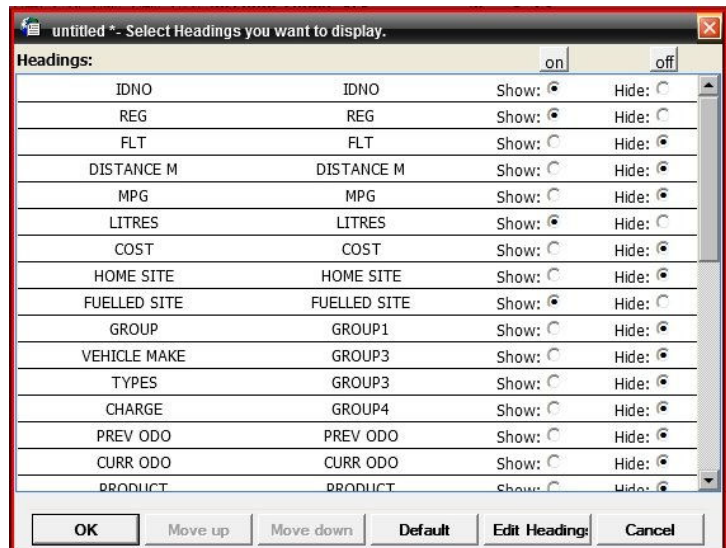 untitled *- Select Headings you want to display.
Headings: on off
IDNO IDNO Show: Hide:
REG REG Show: Hide:
FLT FLT Show: Hide:
DISTANCE M DISTANCE M Show: Hide:
MPG MPG Show: Hide:
LITRES LITRES Show: Hide:
COST COST Show: Hide:
HOME SITE HOME SITE Show: Hide:
FUELLED SITE FUELLED SITE Show: Hide:
GROUP GROUP1 Show: Hide:
VEHICLE MAKE GROUP3 Show: Hide:
TYPES GROUP3 Show: Hide:
CHARGE GROUP4 Show: Hide:
PREV ODO PREV ODO Show: Hide:
CURR ODO CURR ODO Show: Hide:
PRODUCT PRODUCT Show: Hide:
OK Move up Move down Default Edit Heading Cancel